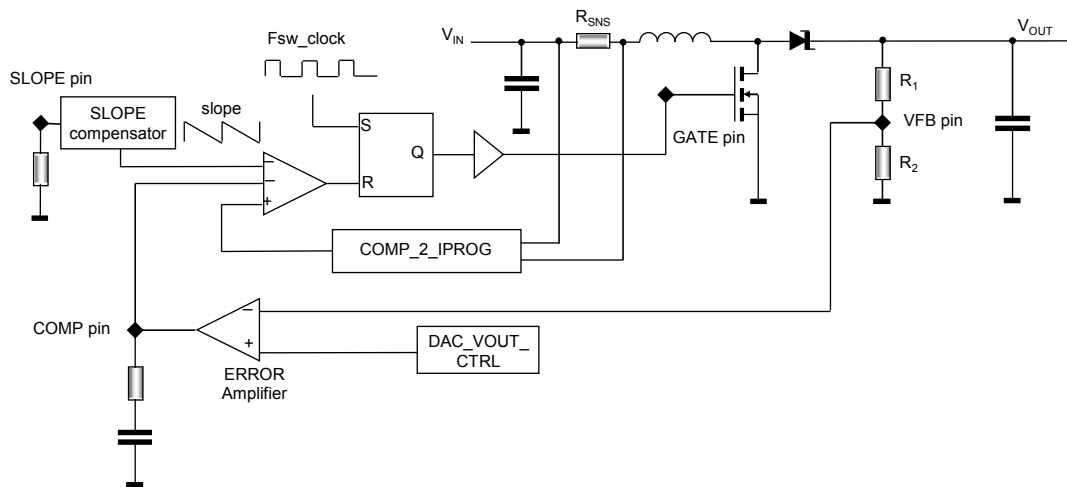 V_IN
R_SNS
V_OUT
Fsw_clock
SLOPE pin
SLOPE
compensator
slope
S
Q
R
GATE pin
R_1
VFB pin
R_2
−
−
+
COMP_2_IPROG
COMP pin
−
+
ERROR
Amplifier
DAC_VOUT_
CTRL